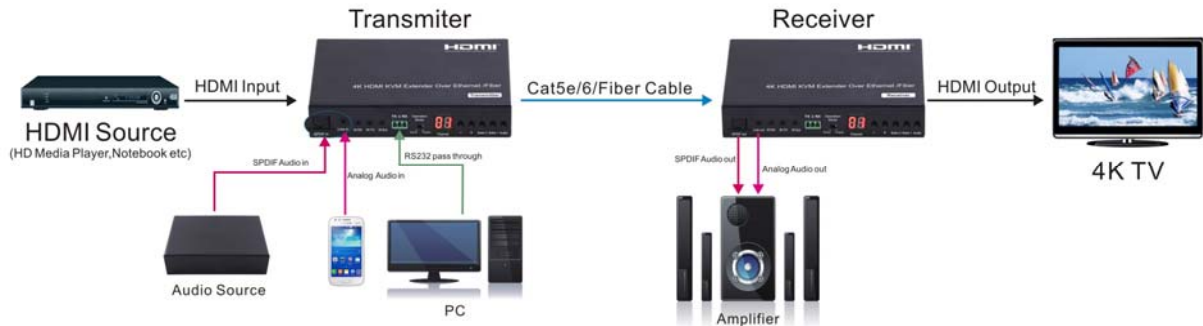 Transmiter
Receiver
HDMI
HDMI
4K HDMI KVM Extender Over Ethernet /Fiber
4K HDMI KVM Extender Over Ethernet /Fiber
Transmitter
Receiver
HDMI Input
Cat5e/6/Fiber Cable
HDMI Output
HDMI Source
(HD Media Player,Notebook etc)
4K TV
SPDIF Audio in
Analog Audio in
RS232 pass through
SPDIF Audio out
Analog Audio out
Audio Source
PC
Amplifier